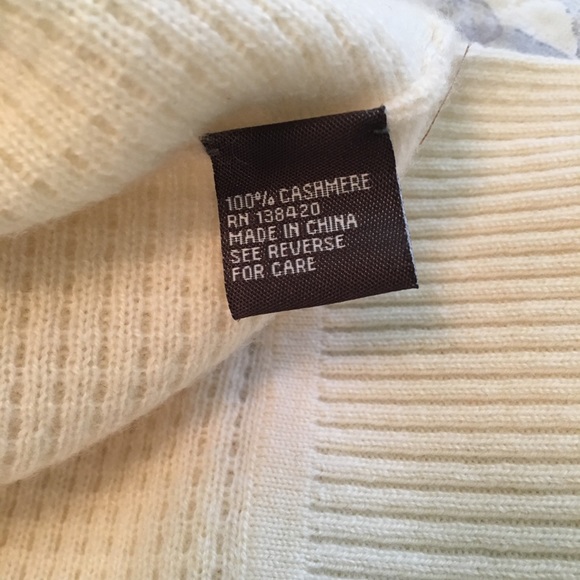 100% CASHMERE
RN 138420
MADE IN CHINA
SEE REVERSE
FOR CARE